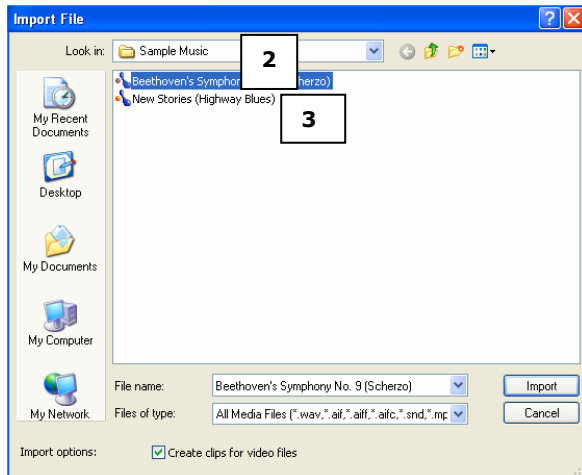 Import File
Look in: Sample Music
2
Beethoven's Symphony herzo)
New Stories (Highway Blues)
3
My Recent
Documents
Desktop
My Documents
My Computer
My Network
File name: Beethoven's Symphony No. 9 (Scherzo) Import
Files of type: All Media Files (*.wav,*.aif,*.aiff,*.aifc,*.snd,*.mp Cancel
Import options: Create clips for video files